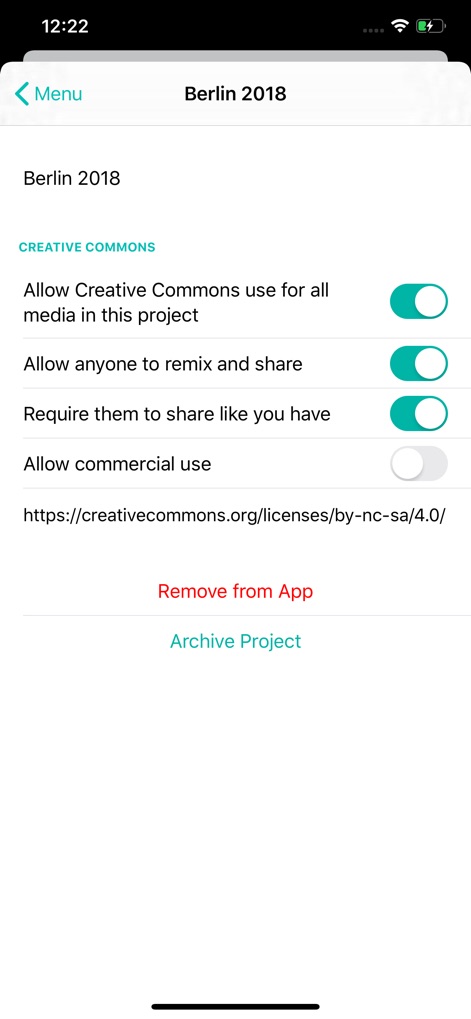 12:22
Menu
Berlin 2018
Berlin 2018
CREATIVE COMMONS
Allow Creative Commons use for all
media in this project
Allow anyone to remix and share
Require them to share like you have
Allow commercial use
https://creativecommons.org/licenses/by-nc-sa/4.0/
Remove from App
Archive Project